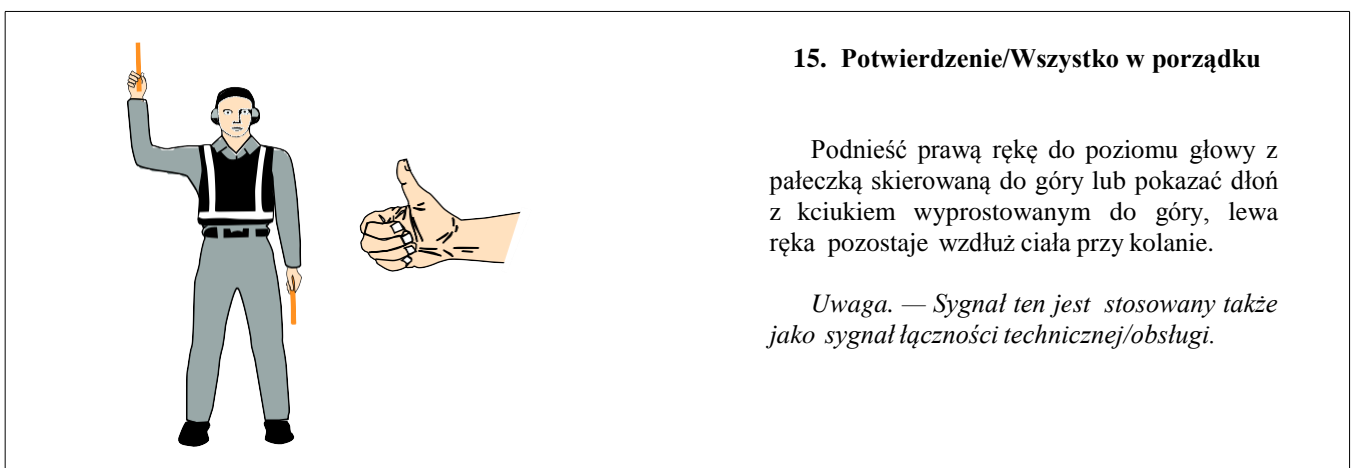 15. Potwierdzenie/Wszystko w porządku
Podnieść prawą rękę do poziomu głowy z
pałeczką skierowaną do góry lub pokazać dłoń
z kciukiem wyprostowanym do góry, lewa
ręka pozostaje wzdłuż ciała przy kolanie.
Uwaga. — Sygnał ten jest stosowany także
jako sygnał łączności technicznej/obsługi.